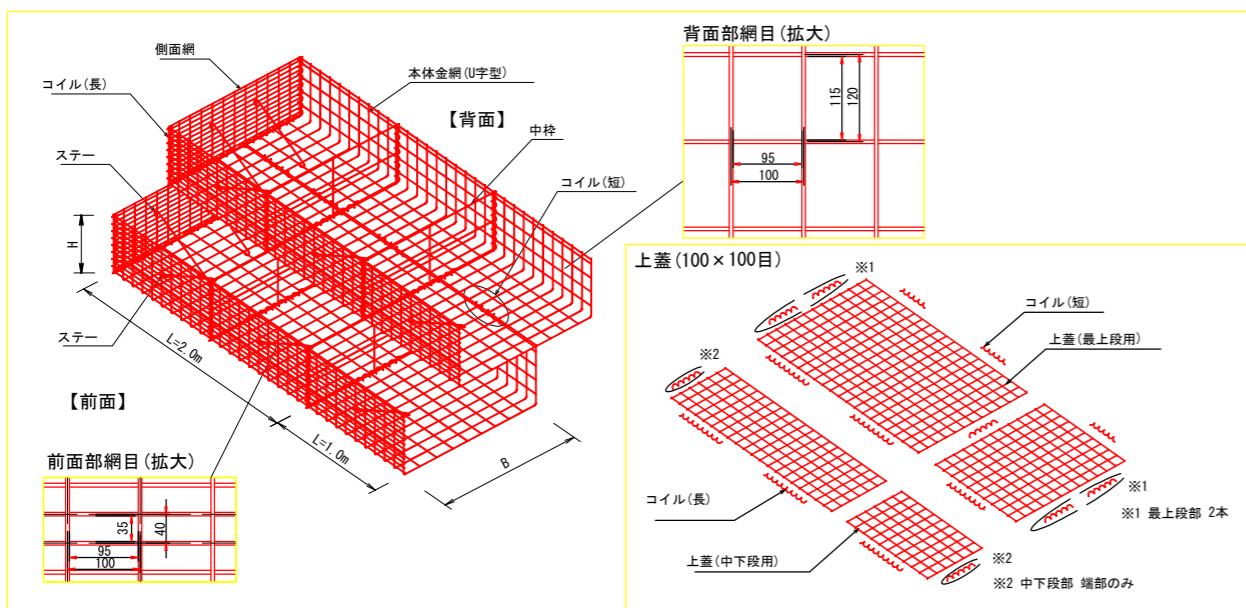 側面網
コイル(長)
本体金網(U字型)
【背面】
中枠
ステー
コイル(短)
H
ステー
L=2.0m
【前面】
L=1.0m
B
前面部網目(拡大)
35
40
95
100
背面部網目(拡大)
115
120
95
100
上蓋(100×100目)
※1
コイル(短)
上蓋(最上段用)
※2
コイル(長)
※1
※1 最上段部 2本
上蓋(中下段用)
※2
※2 中下段部 端部のみ